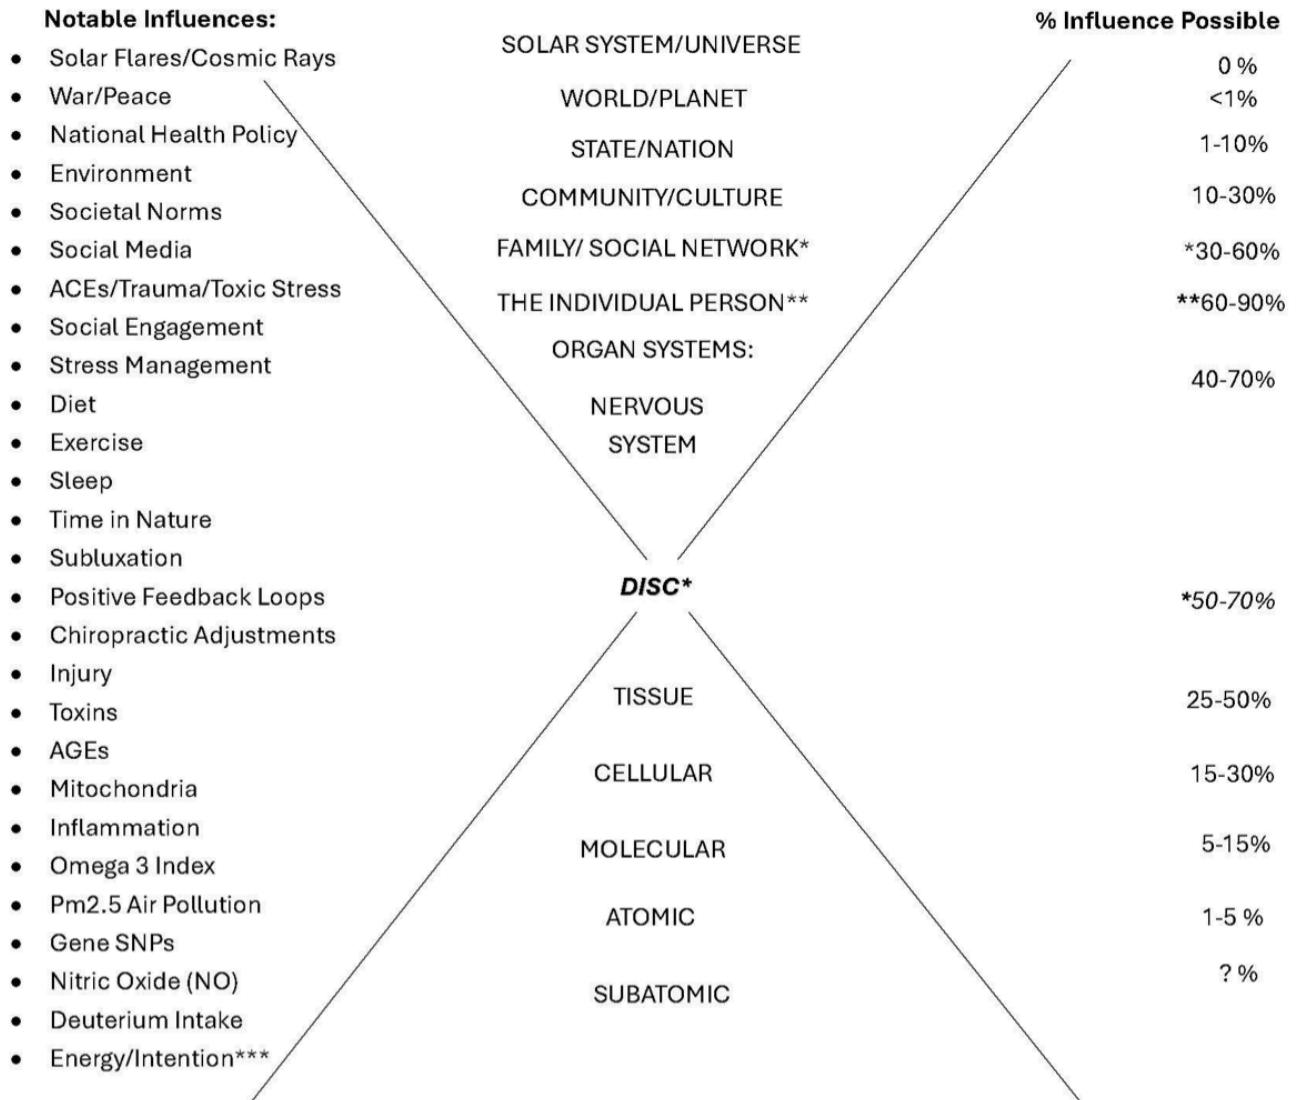 Notable Influences:
• Solar Flares/Cosmic Rays
• War/Peace
• National Health Policy
• Environment
• Societal Norms
• Social Media
• ACEs/Trauma/Toxic Stress
• Social Engagement
• Stress Management
• Diet
• Exercise
• Sleep
• Time in Nature
• Subluxation
• Positive Feedback Loops
• Chiropractic Adjustments
• Injury
• Toxins
• AGEs
• Mitochondria
• Inflammation
• Omega 3 Index
• Pm2.5 Air Pollution
• Gene SNPs
• Nitric Oxide (NO)
• Deuterium Intake
• Energy/Intention***
SOLAR SYSTEM/UNIVERSE
WORLD/PLANET
STATE/NATION
COMMUNITY/CULTURE
FAMILY/ SOCIAL NETWORK*
THE INDIVIDUAL PERSON**
ORGAN SYSTEMS:
NERVOUS
SYSTEM
DISC*
TISSUE
CELLULAR
MOLECULAR
ATOMIC
SUBATOMIC
% Influence Possible
0 %
<1%
1-10%
10-30%
*30-60%
**60-90%
40-70%
*50-70%
25-50%
15-30%
5-15%
1-5 %
? %